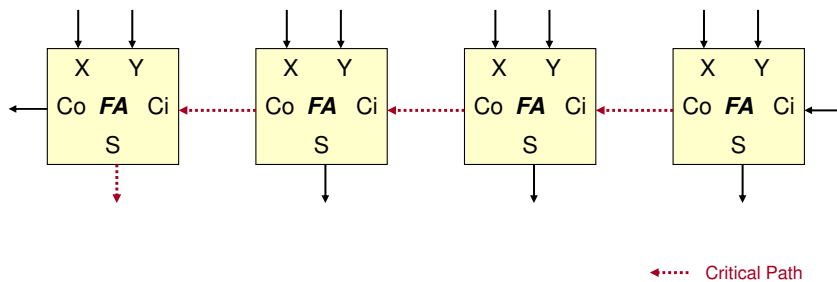 X Y X Y X Y X Y
Co FA Ci Co FA Ci Co FA Ci Co FA Ci
S S S S
Critical Path